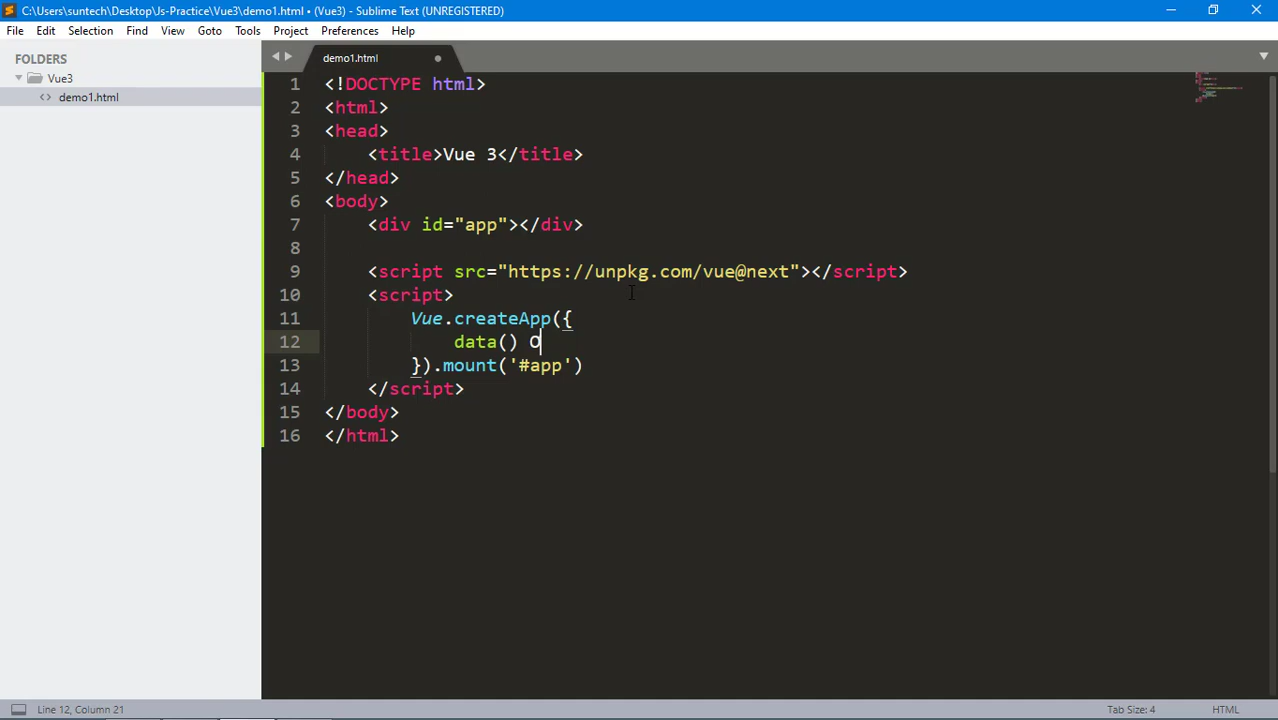 C:\Users\suntech\Desktop\Js-Practice\Vue3\demo1.html • (Vue3) - Sublime Text (UNREGISTERED)
File Edit Selection Find View Goto Tools Project Preferences Help
FOLDERS
Vue3
<> demo1.html
demo1.html
1 <!DOCTYPE html>
2 <html>
3 <head>
4 <title>Vue 3</title>
5 </head>
6 <body>
7 <div id="app"></div>
8
9 <script src="https://unpkg.com/vue@next"></script>
10 <script>
11 Vue.createApp({
12 data() O
13 }).mount('#app')
14 </script>
15 </body>
16 </html>
Line 12, Column 21
Tab Size: 4
HTML